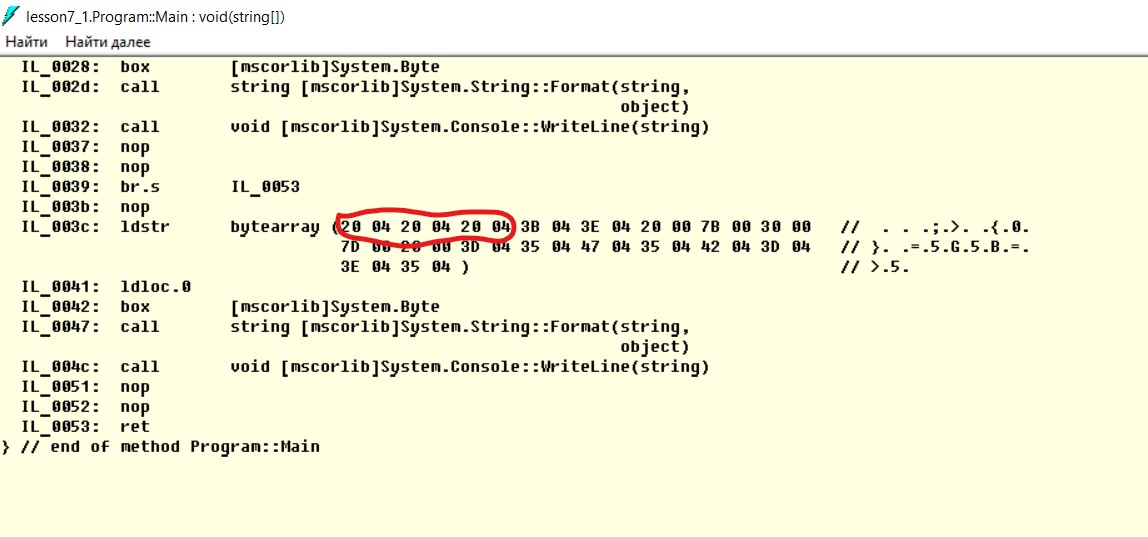 lesson7_1.Program::Main : void(string[])
Найти Найти далее
IL_0028: box [mscorlib]System.Byte
IL_002d: call string [mscorlib]System.String::Format(string,
object)
IL_0032: call void [mscorlib]System.Console::WriteLine(string)
IL_0037: nop
IL_0038: nop
IL_0039: br.s IL_0053
IL_003b: nop
IL_003c: ldstr bytearray (20 04 20 04 20 04 3B 04 3E 04 20 00 7B 00 30 00 // . . .;.>. .{.0.
7D 00 20 00 3D 04 35 04 47 04 35 04 42 04 3D 04 // }. .=.5.G.5.B.=.
3E 04 35 04 ) // >.5.
IL_0041: ldloc.0
IL_0042: box [mscorlib]System.Byte
IL_0047: call string [mscorlib]System.String::Format(string,
object)
IL_004c: call void [mscorlib]System.Console::WriteLine(string)
IL_0051: nop
IL_0052: nop
IL_0053: ret
} // end of method Program::Main